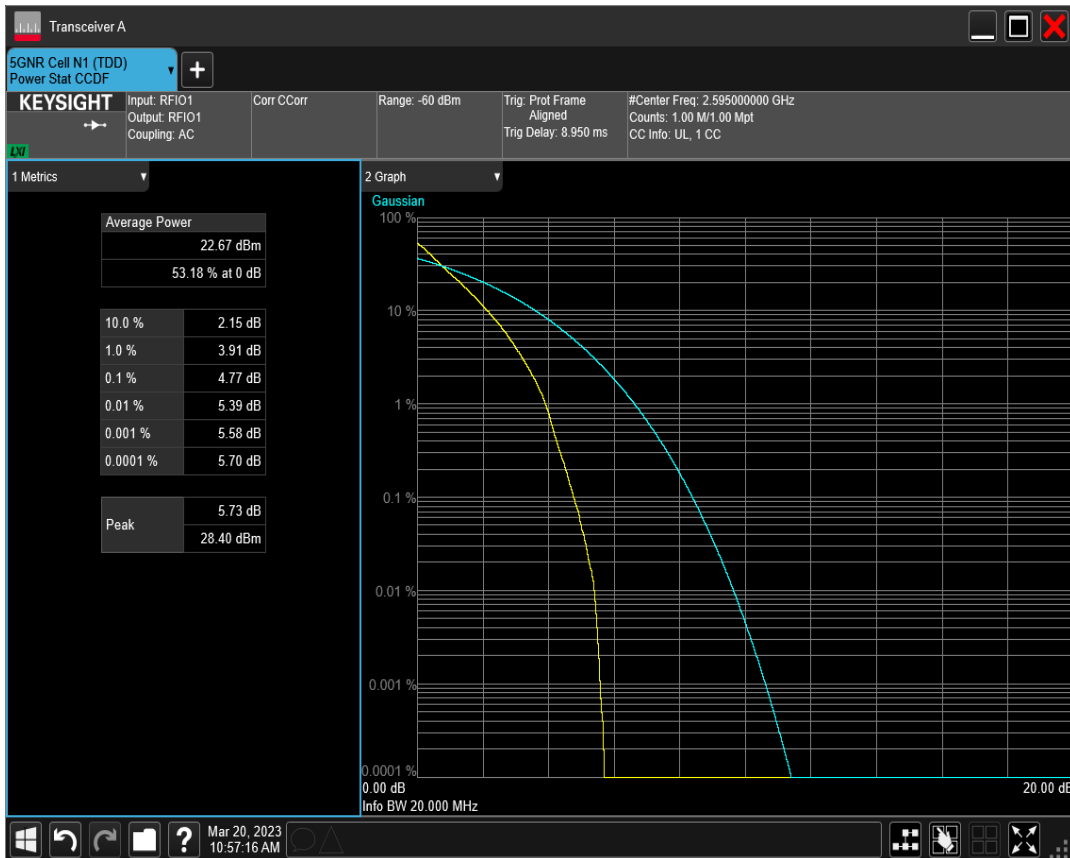 Transceiver A
5GNR Cell N1 (TDD)
Power Stat CCDF
+
KEYSIGHT
LXI
Input: RFIO1
Output: RFIO1
Coupling: AC
Corr CCorr
Range: -60 dBm
Trig: Prot Frame
Aligned
Trig Delay: 8.950 ms
#Center Freq: 2.595000000 GHz
Counts: 1.00 M/1.00 Mpt
CC Info: UL, 1 CC
1 Metrics
Average Power
22.67 dBm
53.18 % at 0 dB
10.0 % 2.15 dB
1.0 % 3.91 dB
0.1 % 4.77 dB
0.01 % 5.39 dB
0.001 % 5.58 dB
0.0001 % 5.70 dB
Peak
5.73 dB
28.40 dBm
2 Graph
Gaussian
100 %
10 %
1 %
0.1 %
0.01 %
0.001 %
0.0001 %
0.00 dB 20.00 dB
Info BW 20.000 MHz
?
Mar 20, 2023
10:57:16 AM